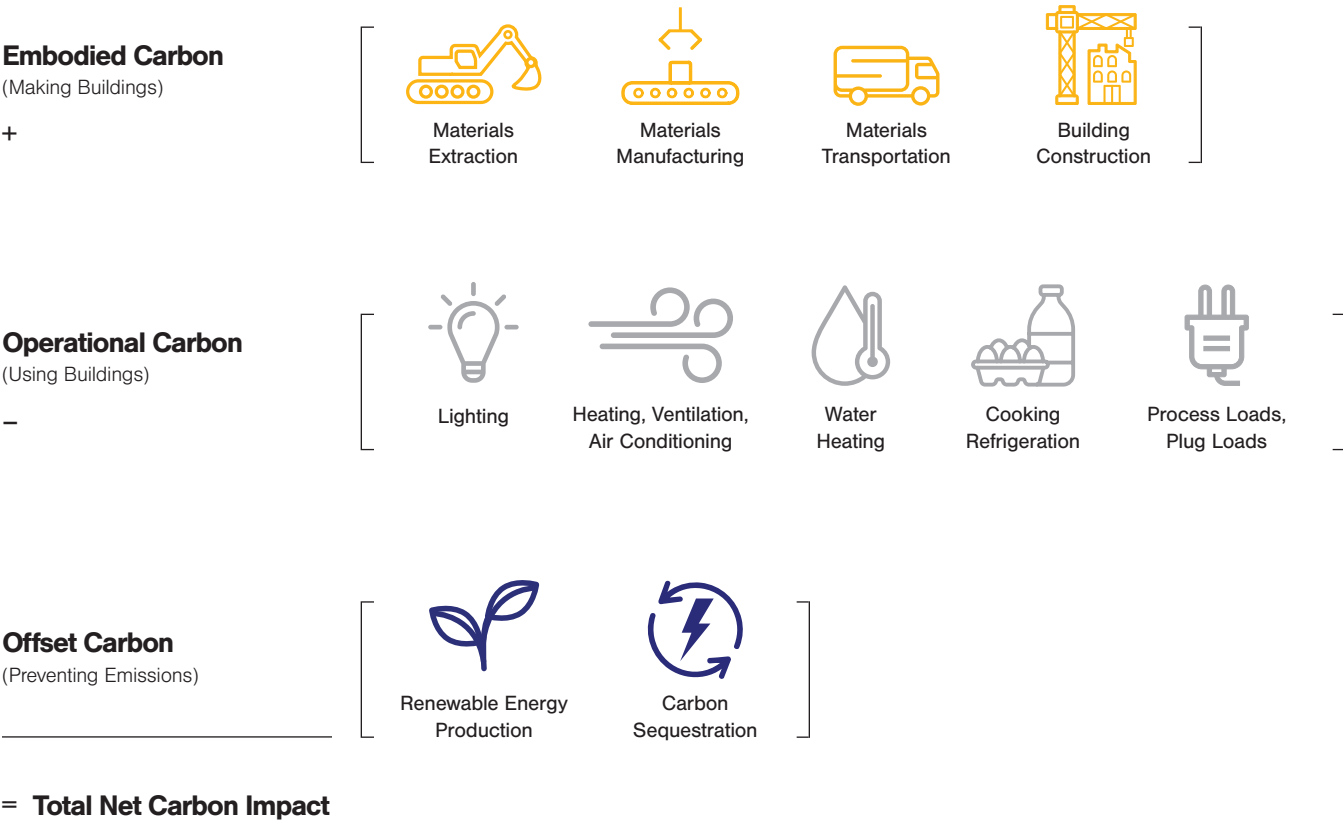 Embodied Carbon
(Making Buildings)
+
Materials
Extraction
Materials
Manufacturing
Materials
Transportation
Building
Construction
Operational Carbon
(Using Buildings)
–
Lighting
Heating, Ventilation,
Air Conditioning
Water
Heating
Cooking
Refrigeration
Process Loads,
Plug Loads
Offset Carbon
(Preventing Emissions)
Renewable Energy
Production
Carbon
Sequestration
= Total Net Carbon Impact